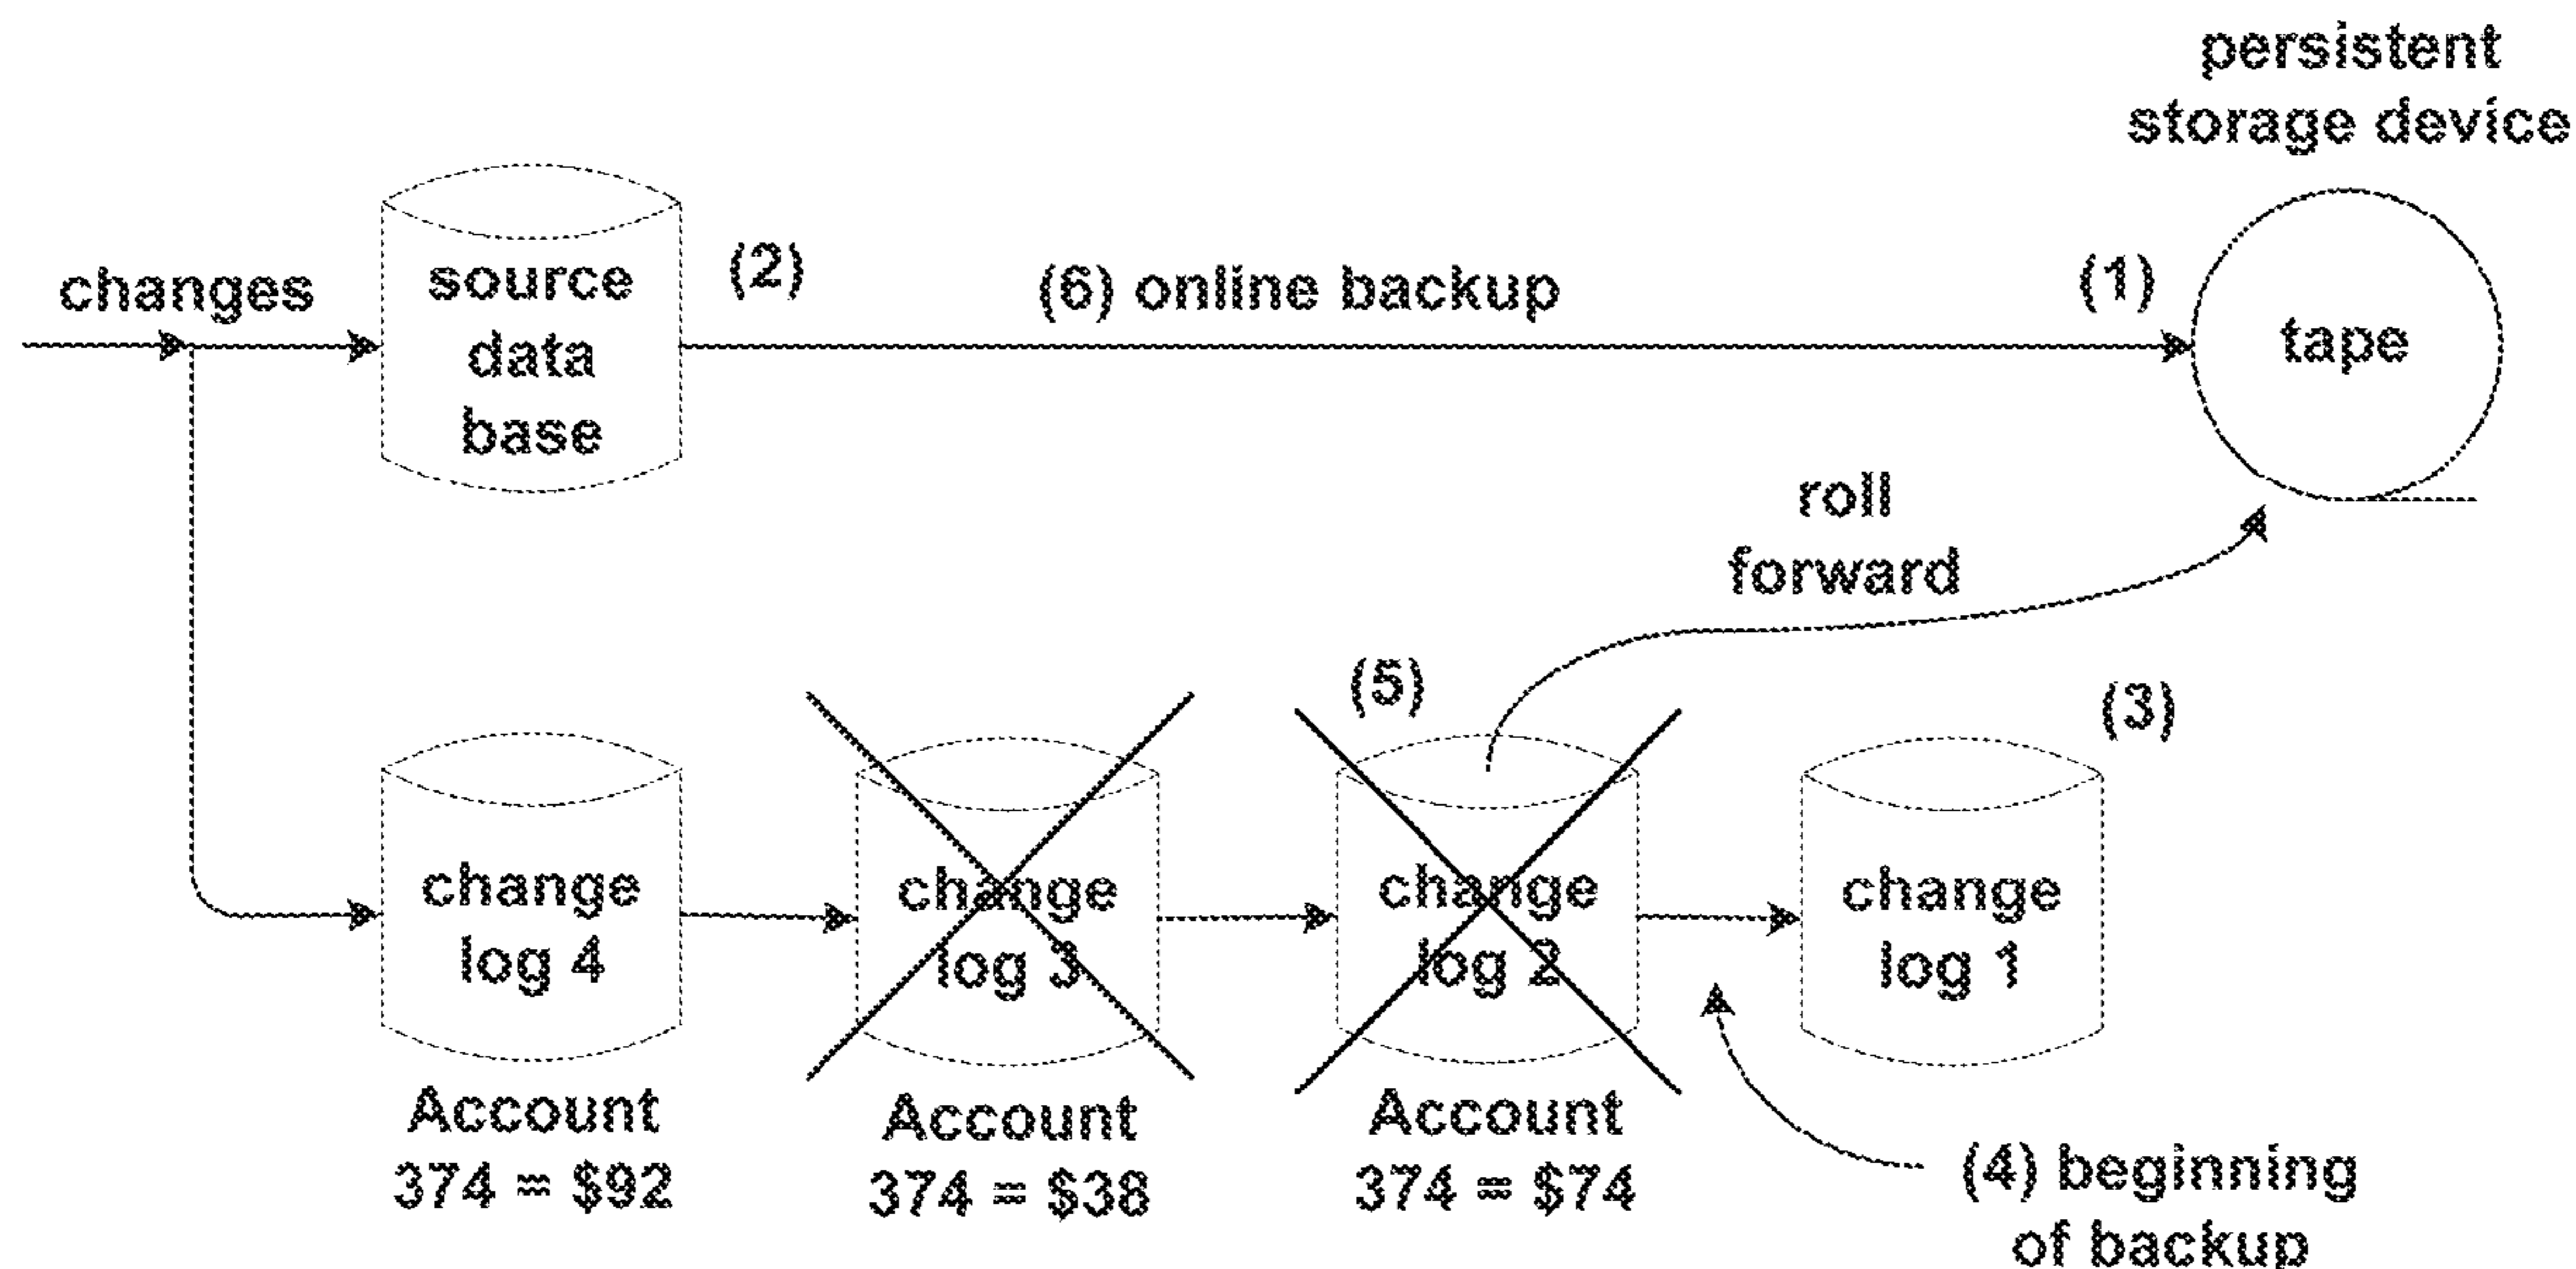 persistent
storage device
changes
source
data
base
(2)
(6) online backup
(1)
tape
roll
forward
(5)
(3)
change
log 4
change
log 3
change
log 2
change
log 1
Account
374 = $92
Account
374 = $38
Account
374 = $74
(4) beginning
of backup